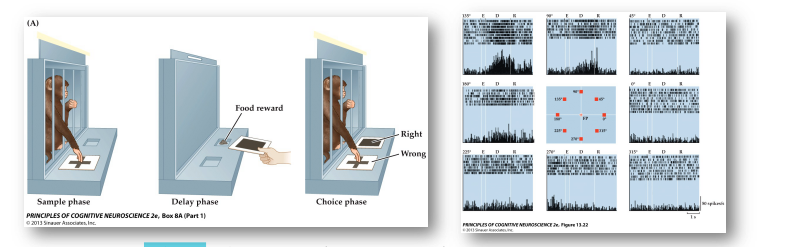 (A)
Food reward
Right
Wrong
Sample phase
Delay phase
Choice phase
PRINCIPLES OF COGNITIVE NEUROSCIENCE 2e, Box 8A (Part 1)
© 2013 Sinauer Associates, Inc.
135° E D R
90° E D R
45° E D R
180° E D R
90°
135° 45°
180° FP 0°
225° 315°
270°
0° E D R
225° E D R
270° E D R
315° E D R
1 s
PRINCIPLES OF COGNITIVE NEUROSCIENCE 2e, Figure 13.22
© 2013 Sinauer Associates, Inc.